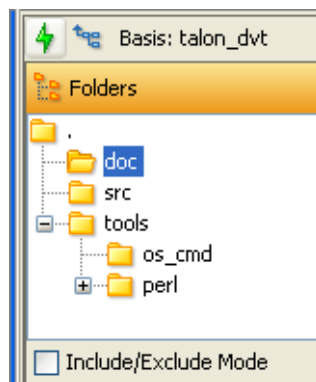 Basis: talon_dvt
Folders
.
doc
src
tools
os_cmd
perl
Include/Exclude Mode